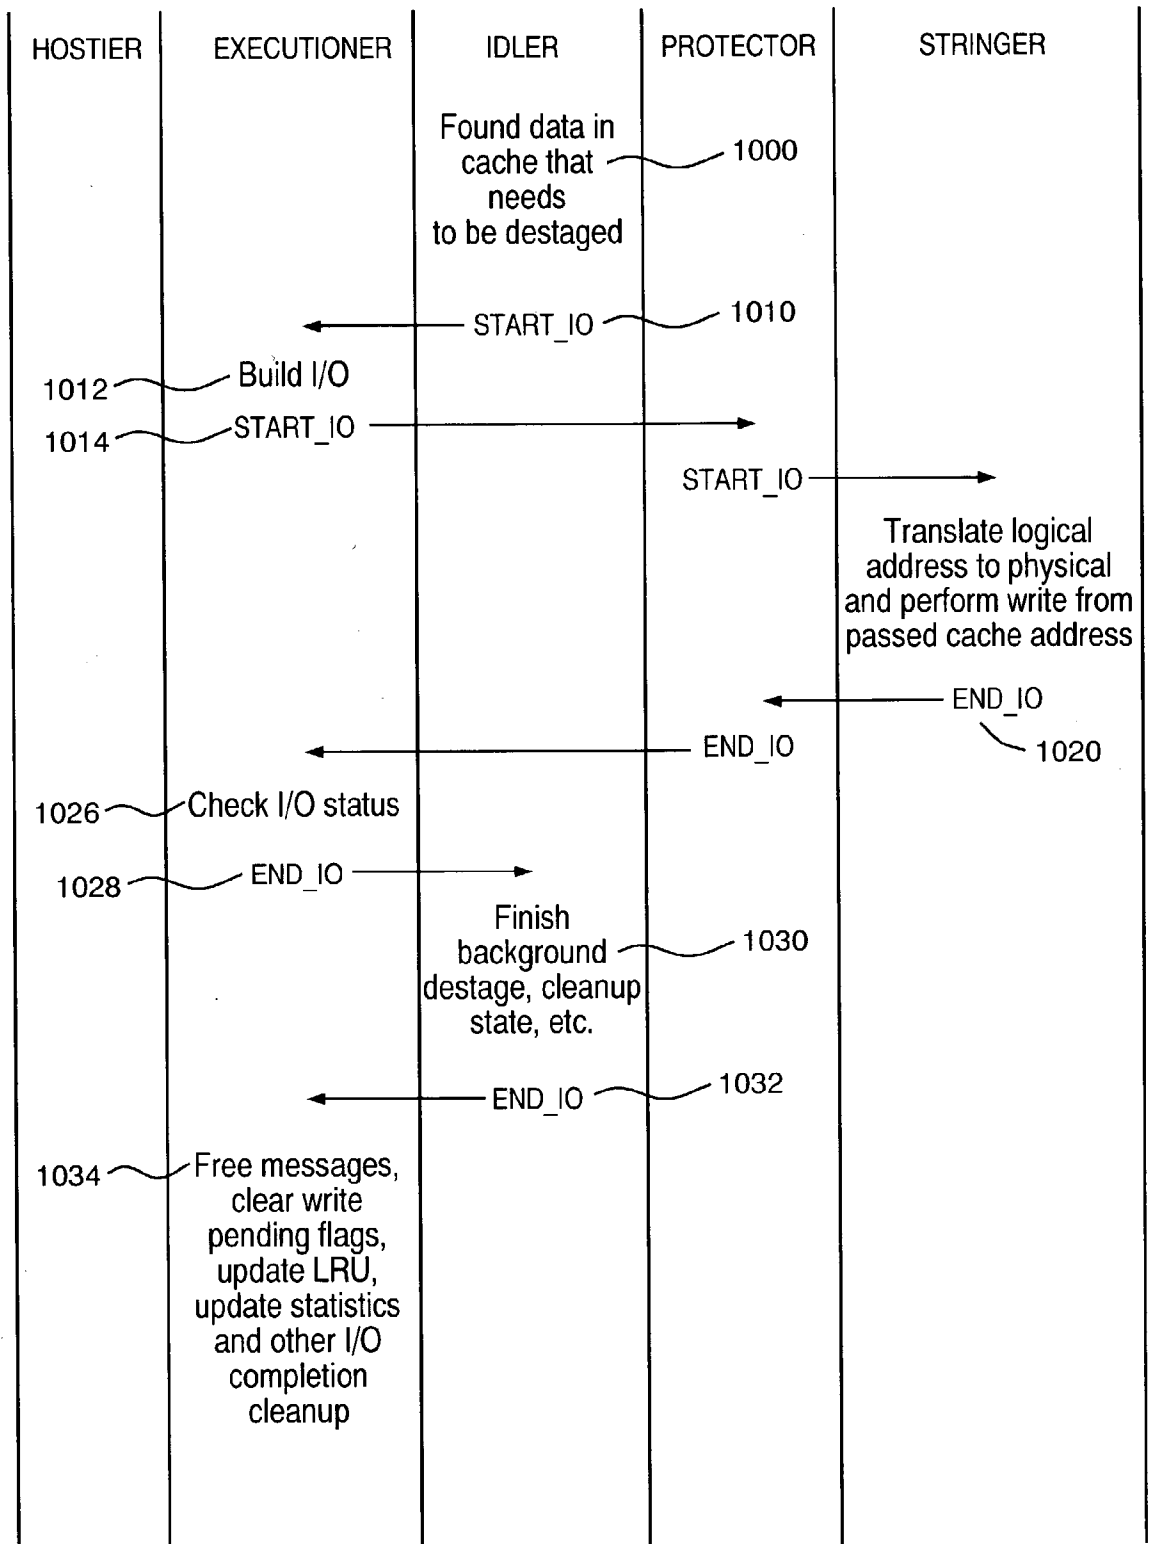 HOSTIER EXECUTIONER IDLER PROTECTOR STRINGER
Found data in
cache that
needs
to be destaged
1000
START_IO
1010
1012
Build I/O
1014
START_IO
START_IO
Translate logical
address to physical
and perform write from
passed cache address
END_IO
1020
END_IO
1026
Check I/O status
1028
END_IO
Finish
background
destage, cleanup
state, etc.
1030
END_IO
1032
1034
Free messages,
clear write
pending flags,
update LRU,
update statistics
and other I/O
completion
cleanup